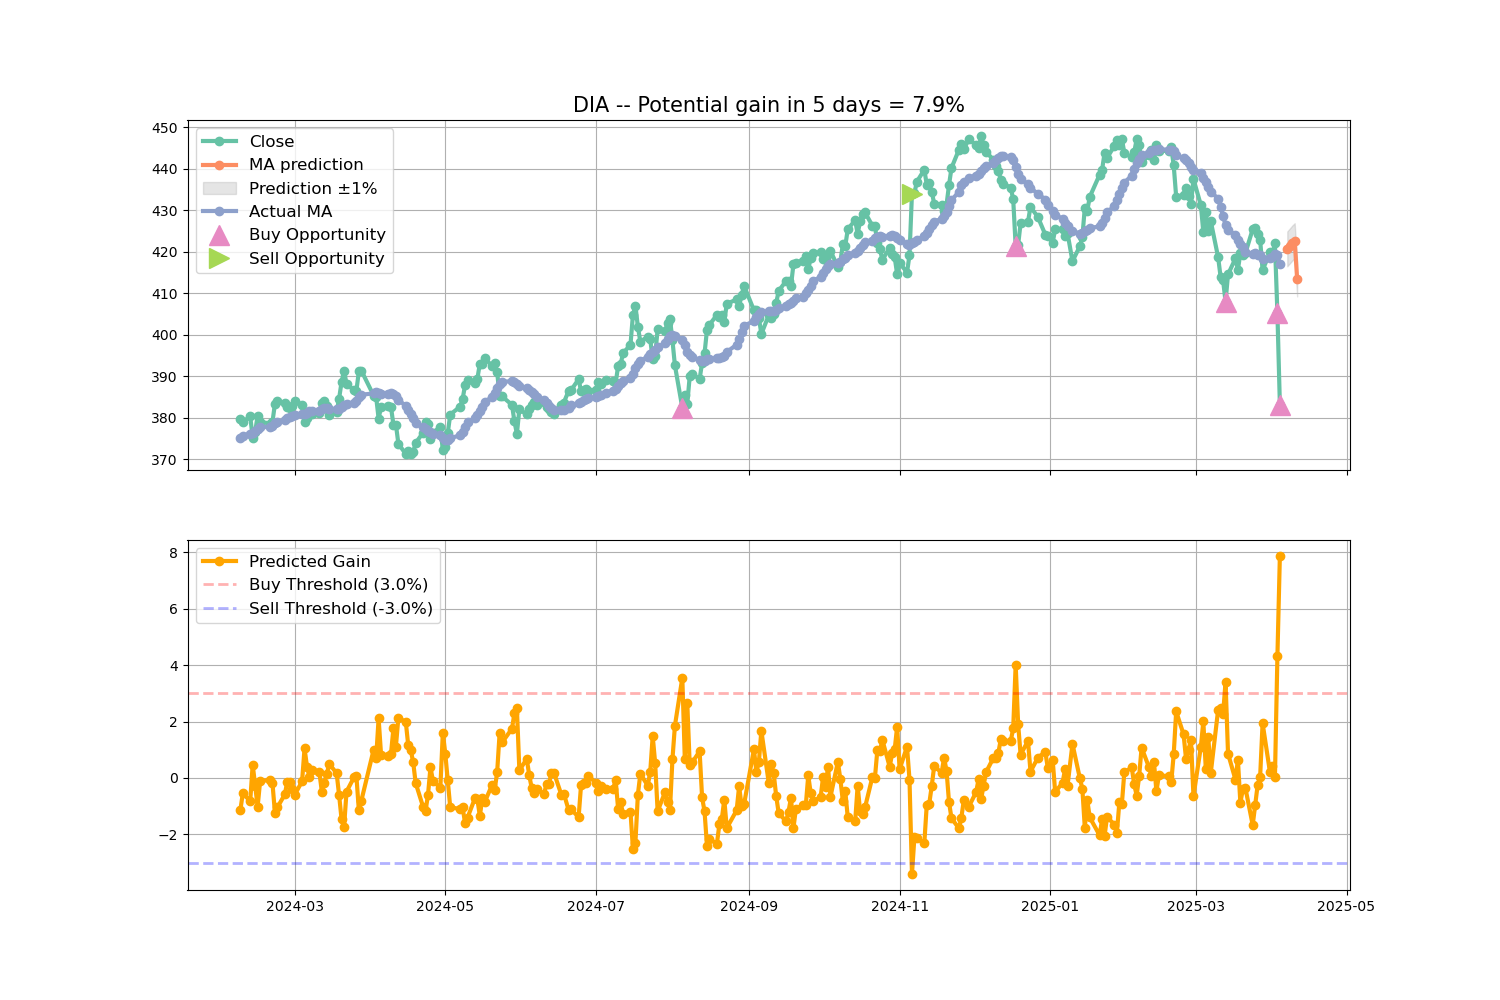 DIA -- Potential gain in 5 days = 7.9%
450
440
430
420
410
400
390
380
370
Close
MA prediction
Prediction ±1%
Actual MA
Buy Opportunity
Sell Opportunity
8
6
4
2
0
−2
Predicted Gain
Buy Threshold (3.0%)
Sell Threshold (-3.0%)
2024-03
2024-05
2024-07
2024-09
2024-11
2025-01
2025-03
2025-05